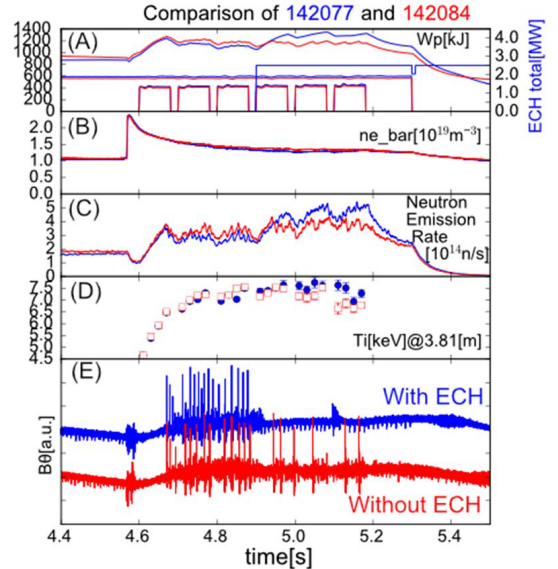 Comparison of 142077 and 142084
(A)
Wp[kJ]
1400
1200
1000
800
600
400
200
0
4.0
3.0
2.0
1.0
0.0
ECH total[MW]
(B)
ne_bar[10¹⁹m⁻³]
2.0
1.5
1.0
0.5
0.0
(C)
Neutron
Emission
Rate
[10¹⁴n/s]
5
4
3
2
1
0
(D)
Ti[keV]@3.81[m]
7.5
7.0
6.5
6.0
5.5
5.0
4.5
(E)
With ECH
Without ECH
Bθ[a.u.]
4.4 4.6 4.8 5.0 5.2 5.4
time[s]